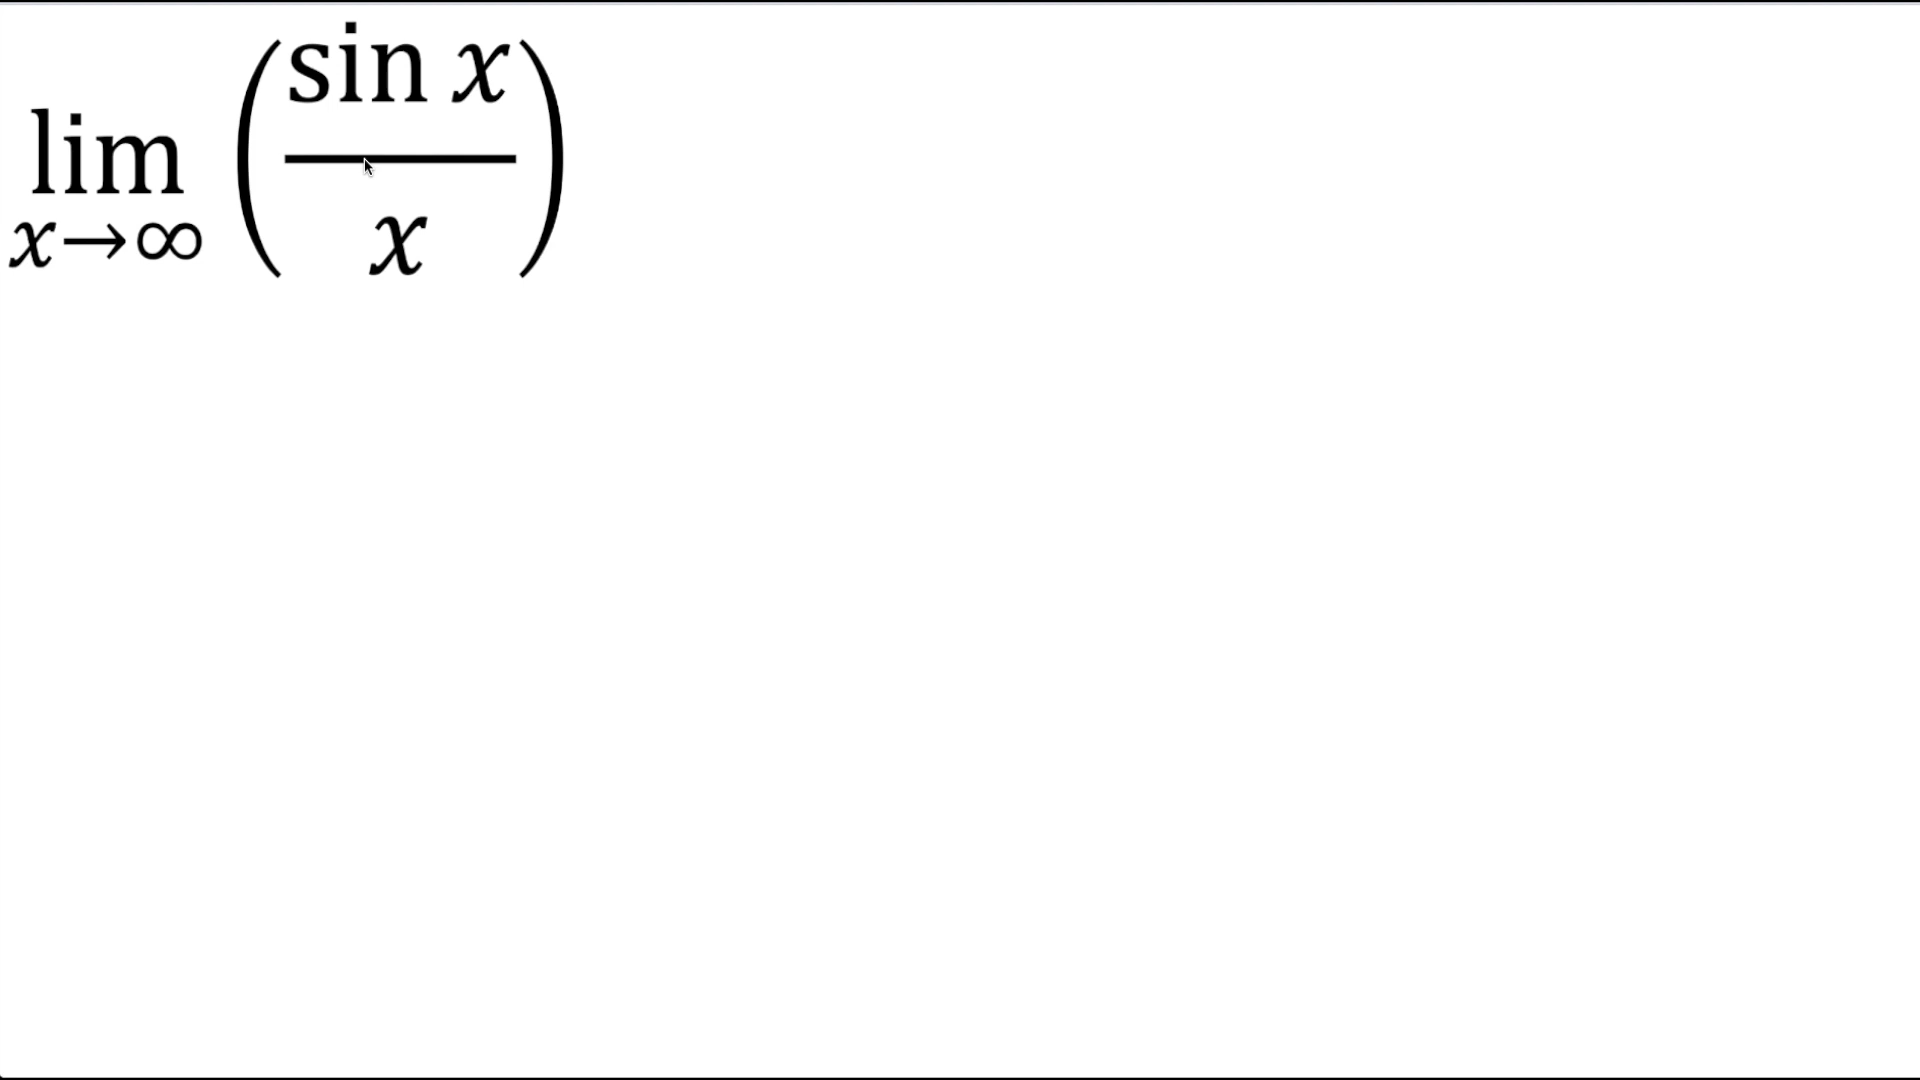 lim x→∞ (sin x / x)